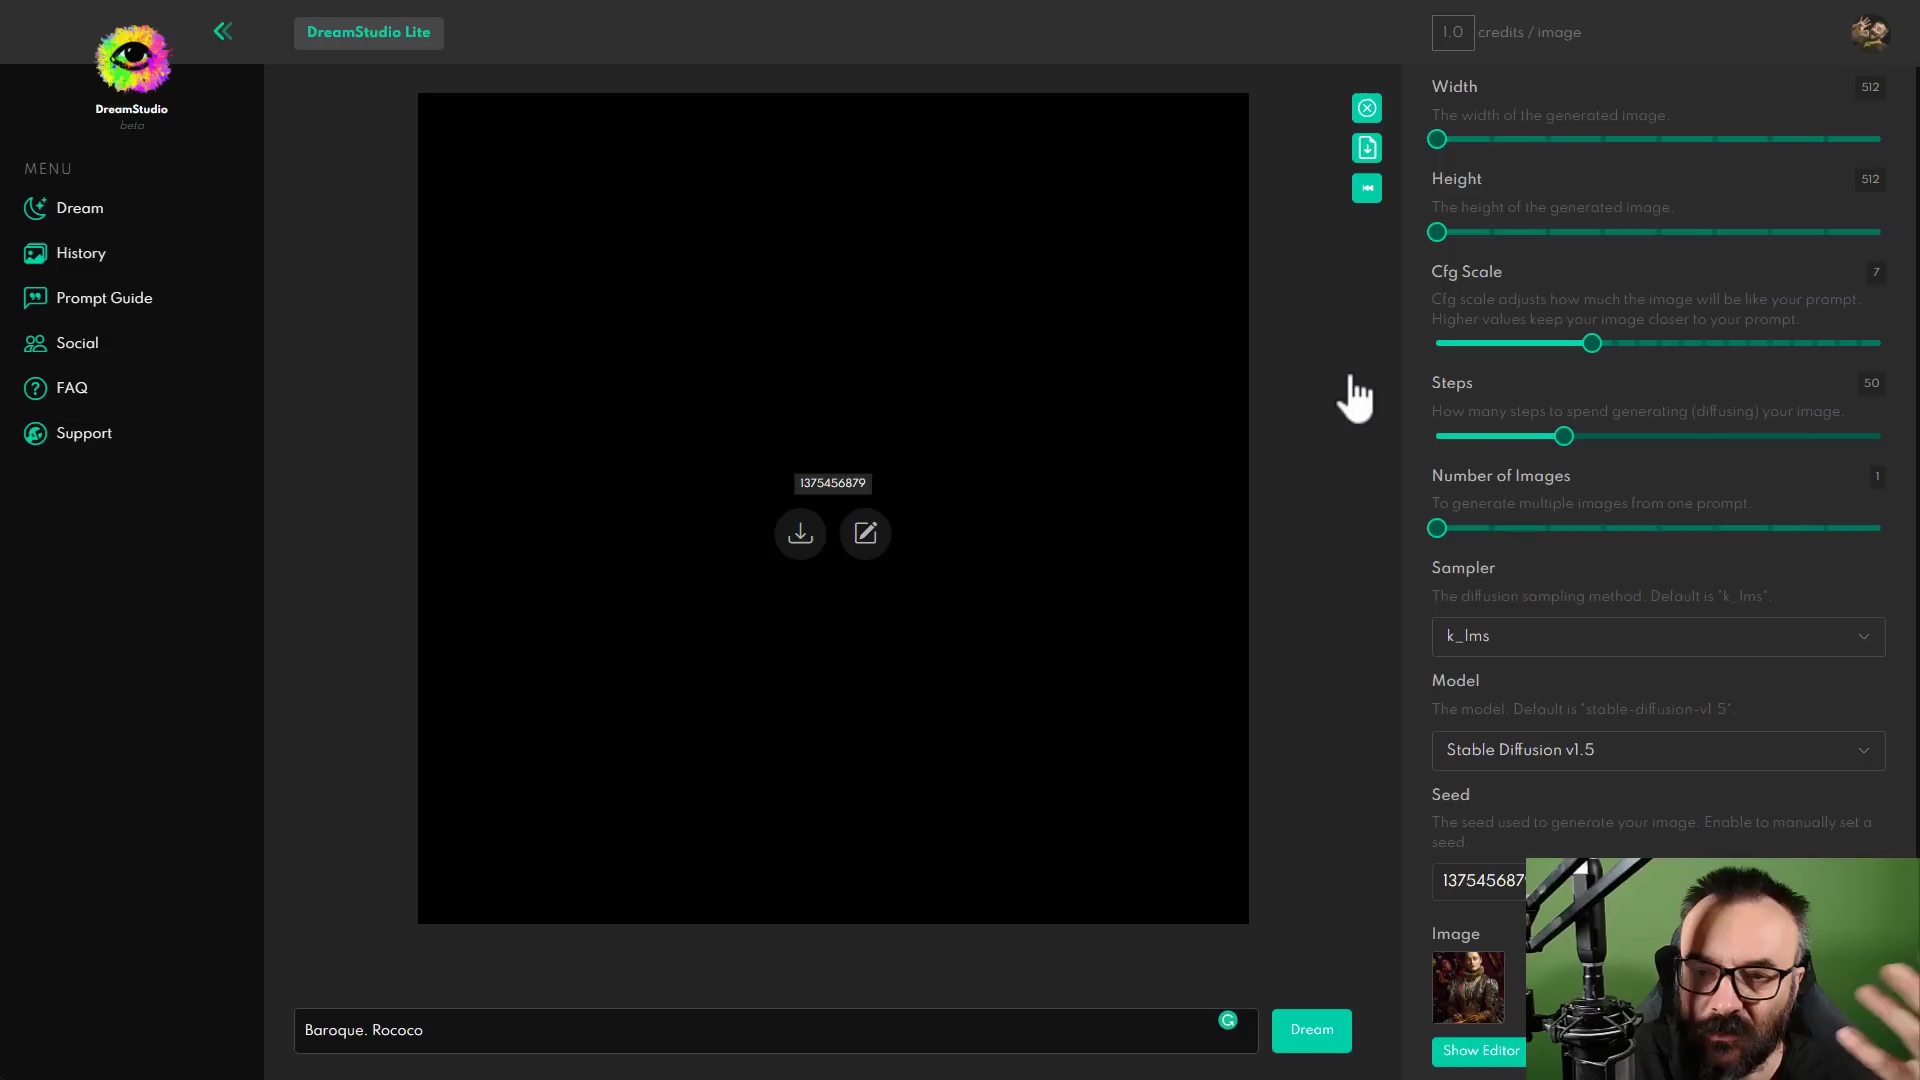 DreamStudio Lite
1.0 credits / image
DreamStudio
beta
MENU
Dream
History
Prompt Guide
Social
FAQ
Support
1375456879
Baroque. Rococo
Dream
Width
512
The width of the generated image.
Height
512
The height of the generated image.
Cfg Scale
7
Cfg scale adjusts how much the image will be like your prompt.
Higher values keep your image closer to your prompt.
Steps
50
How many steps to spend generating (diffusing) your image.
Number of Images
1
To generate multiple images from one prompt.
Sampler
The diffusion sampling method. Default is "k_lms".
k_lms
Model
The model. Default is "stable-diffusion-v1.5".
Stable Diffusion v1.5
Seed
The seed used to generate your image. Enable to manually set a
seed.
137545687
Image
Show Editor